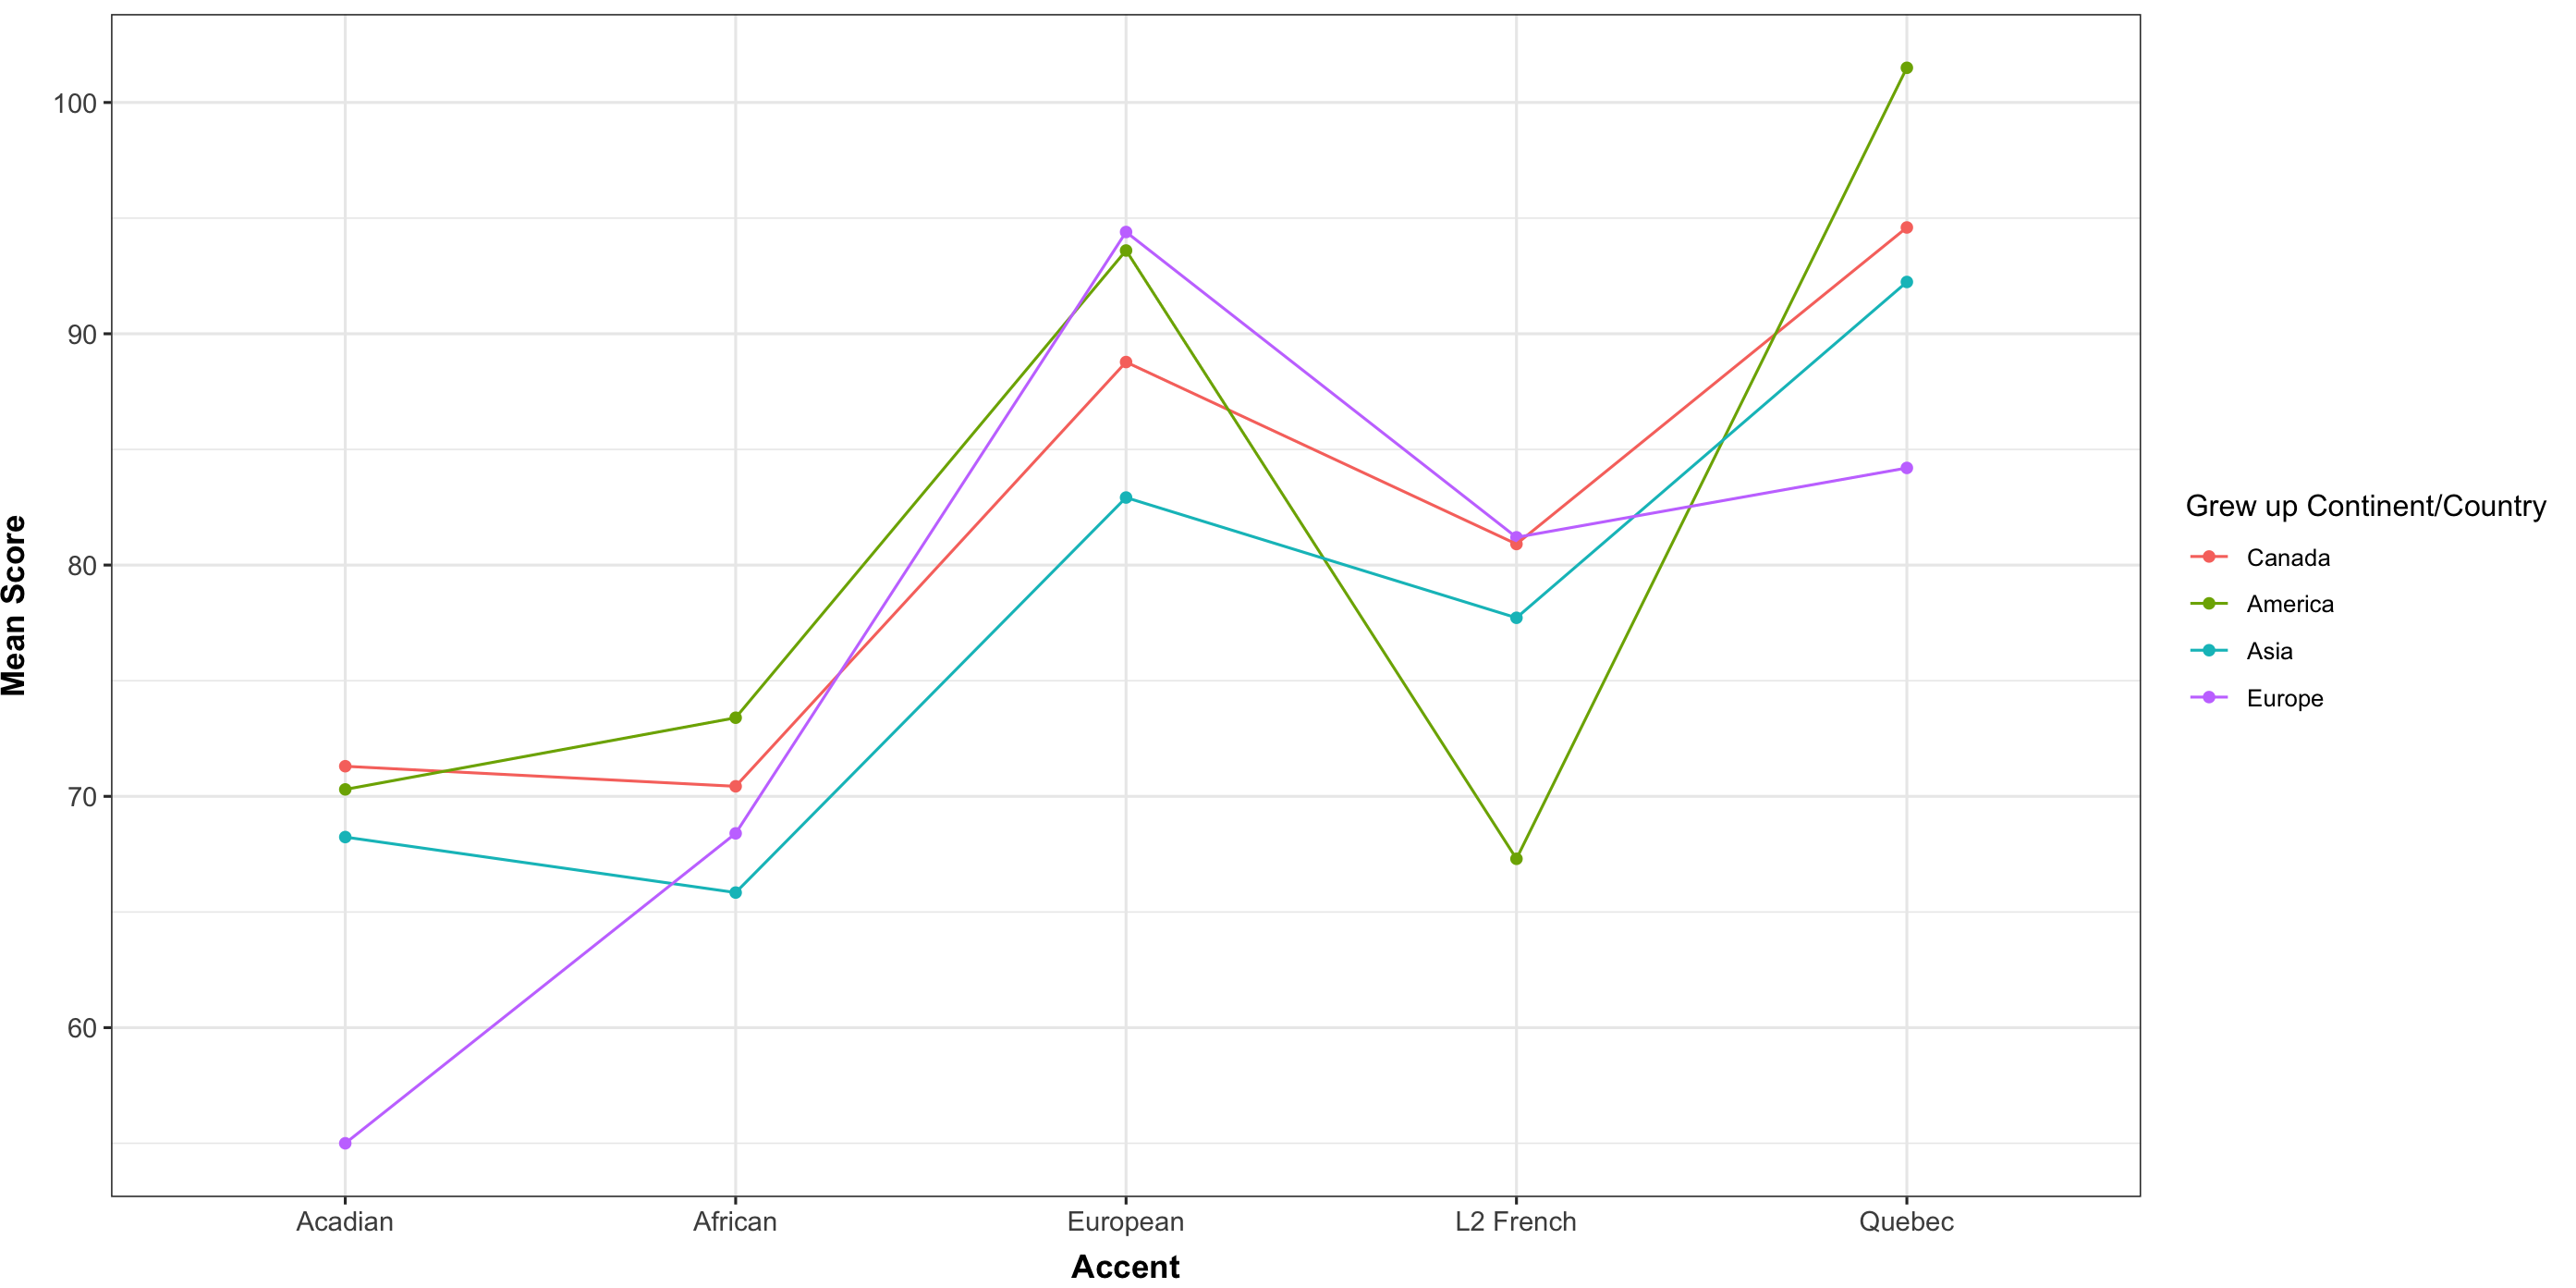 100
90
80
70
60
Mean Score
Acadian
African
European
L2 French
Quebec
Accent
Grew up Continent/Country
Canada
America
Asia
Europe